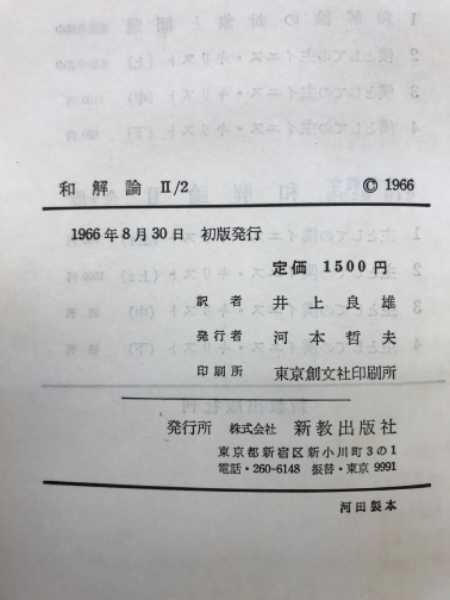 和解論 II/2 © 1966
1966年8月30日 初版発行
定価 1500円
訳者 井上良雄
発行者 河本哲夫
印刷所 東京創文社印刷所
発行所 株式会社 新教出版社
東京都新宿区新小川町3の1
電話・260-6148 振替・東京 9991
河田製本